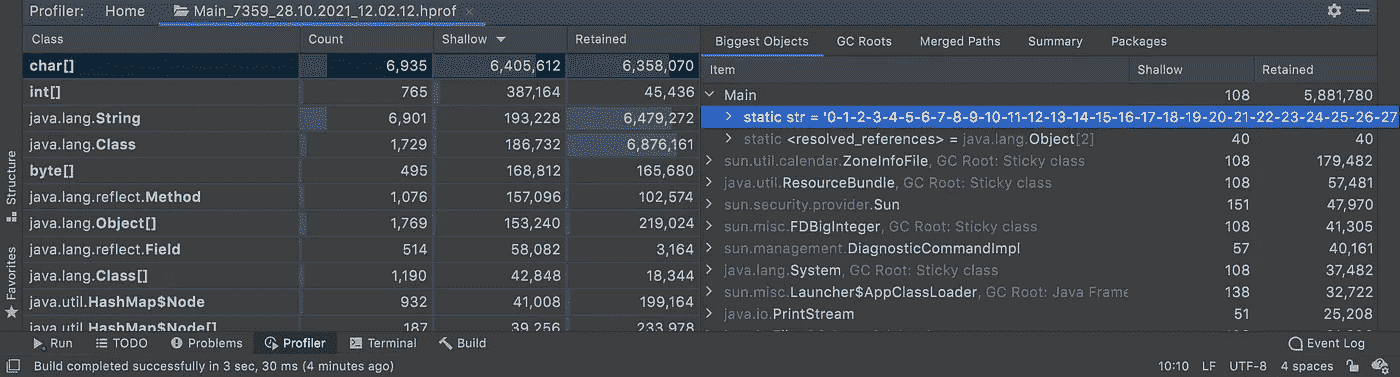 Profiler: Home Main_7359_28.10.2021_12.02.12.hprof ×
Class Count Shallow Retained
char[] 6,935 6,405,612 6,358,070
int[] 765 387,164 45,436
java.lang.String 6,901 193,228 6,479,272
java.lang.Class 1,729 186,732 6,876,161
byte[] 495 168,812 165,680
java.lang.reflect.Method 1,076 157,096 102,574
java.lang.Object[] 1,769 153,240 219,024
java.lang.reflect.Field 514 58,082 3,164
java.lang.Class[] 1,190 42,848 18,344
java.util.HashMap$Node 932 41,008 199,164
java.util.HashMap$Node[] 187 39,256 233,978
Biggest Objects GC Roots Merged Paths Summary Packages
Item Shallow Retained
Main 108 5,881,780
static str = '0-1-2-3-4-5-6-7-8-9-10-11-12-13-14-15-16-17-18-19-20-21-22-23-24-25-26-27
static <resolved_references> = java.lang.Object[2] 40 40
sun.util.calendar.ZoneInfoFile, GC Root: Sticky class 108 179,482
java.util.ResourceBundle, GC Root: Sticky class 108 57,481
sun.security.provider.Sun 151 47,970
sun.misc.FDBigInteger, GC Root: Sticky class 108 41,305
sun.management.DiagnosticCommandImpl 57 40,161
java.lang.System, GC Root: Sticky class 108 37,482
sun.misc.Launcher$AppClassLoader, GC Root: Java Frame 138 32,722
java.io.PrintStream 51 25,208
Structure
Favorites
Run TODO Problems Profiler Terminal Build Event Log
Build completed successfully in 3 sec, 30 ms (4 minutes ago) 10:10 LF UTF-8 4 spaces